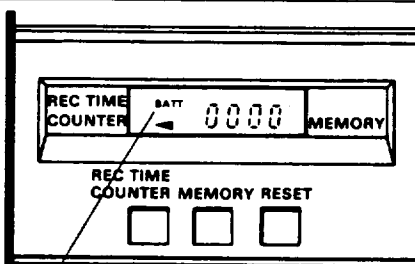 REC TIME BATT
COUNTER 0000 MEMORY
REC TIME
COUNTER MEMORY RESET